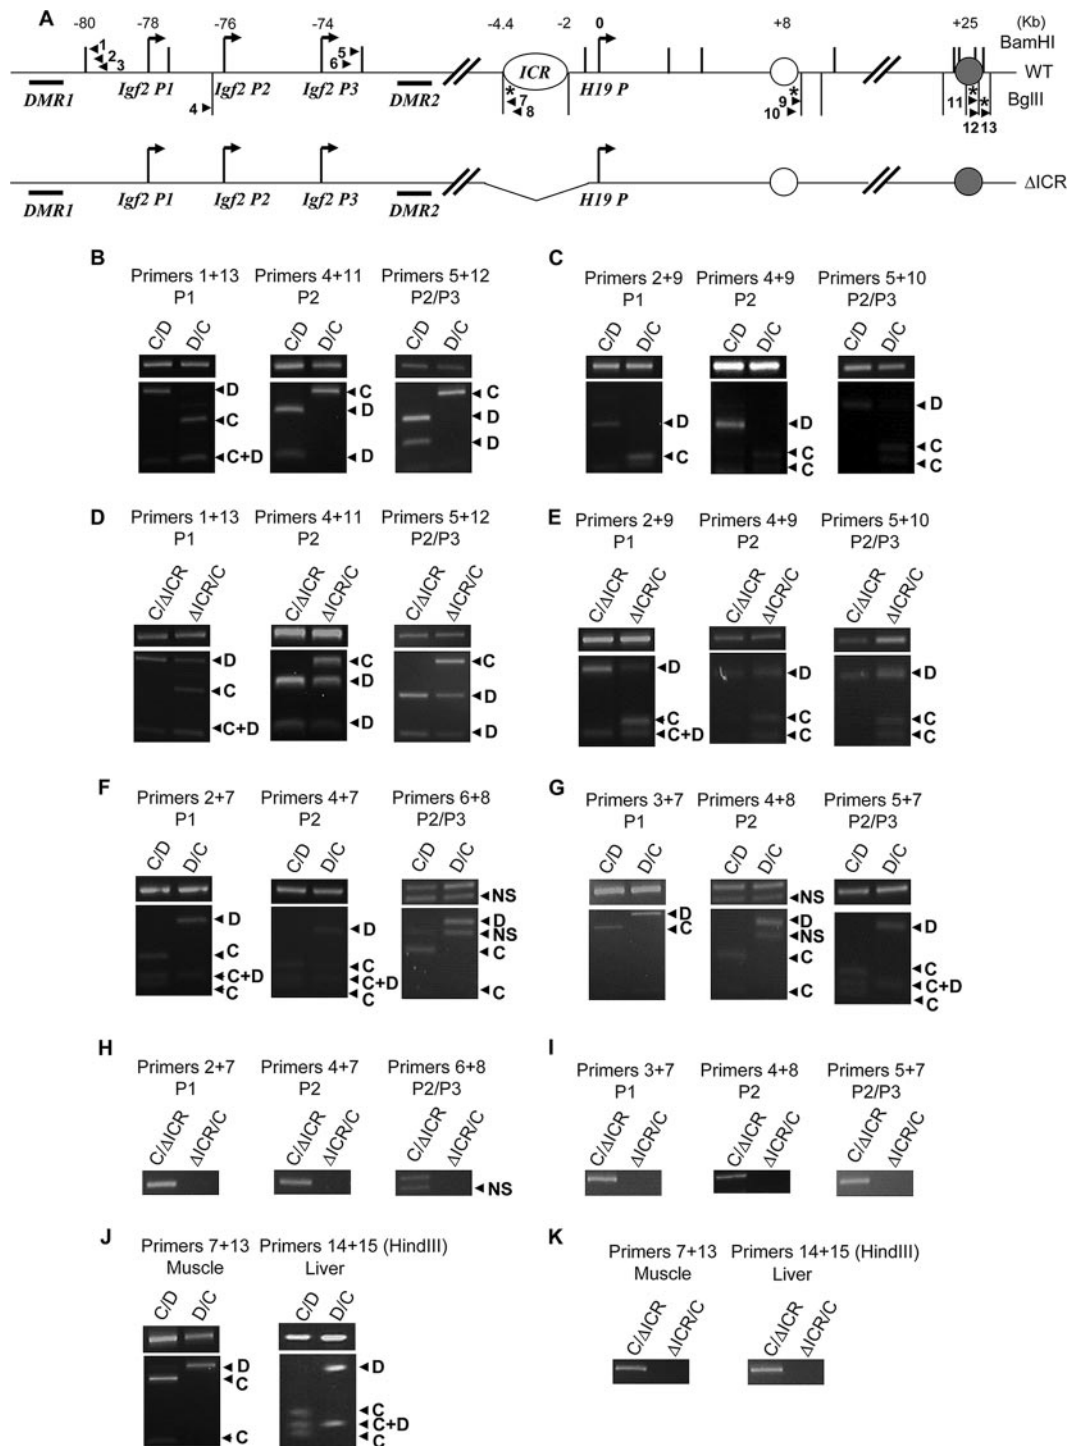 A
-80 -78 -76 -74 -4.4 -2 0 +8 +25 (Kb)
BamHI
1 2 3 5 6
ICR
WT
DMR1 Igf2 P1 Igf2 P2 Igf2 P3 DMR2 H19 P
4 * 7 8 * 9 10 11 * 12 * 13
BglII
ΔICR
DMR1 Igf2 P1 Igf2 P2 Igf2 P3 DMR2 H19 P
B
Primers 1+13 Primers 4+11 Primers 5+12
P1 P2 P2/P3
C/D D/C C/D D/C C/D D/C
D C C+D
C D D
C D D
C
Primers 2+9 Primers 4+9 Primers 5+10
P1 P2 P2/P3
C/D D/C C/D D/C C/D D/C
D C
D C C
D C C
D
Primers 1+13 Primers 4+11 Primers 5+12
P1 P2 P2/P3
C/ΔICR ΔICR/C C/ΔICR ΔICR/C C/ΔICR ΔICR/C
D C C+D
C D D
C D D
E
Primers 2+9 Primers 4+9 Primers 5+10
P1 P2 P2/P3
C/ΔICR ΔICR/C C/ΔICR ΔICR/C C/ΔICR ΔICR/C
D C C+D
D C C
D C C
F
Primers 2+7 Primers 4+7 Primers 6+8
P1 P2 P2/P3
C/D D/C C/D D/C C/D D/C
D C C+D C
D C C+D C
NS D NS C C
G
Primers 3+7 Primers 4+8 Primers 5+7
P1 P2 P2/P3
C/D D/C C/D D/C C/D D/C
D C
NS D NS C C
D C C+D C
H
Primers 2+7 Primers 4+7 Primers 6+8
P1 P2 P2/P3
C/ΔICR ΔICR/C C/ΔICR ΔICR/C C/ΔICR ΔICR/C
NS
I
Primers 3+7 Primers 4+8 Primers 5+7
P1 P2 P2/P3
C/ΔICR ΔICR/C C/ΔICR ΔICR/C C/ΔICR ΔICR/C
J
Primers 7+13 Primers 14+15 (HindIII)
Muscle Liver
C/D D/C C/D D/C
D C C
D C C+D C
K
Primers 7+13 Primers 14+15 (HindIII)
Muscle Liver
C/ΔICR ΔICR/C C/ΔICR ΔICR/C